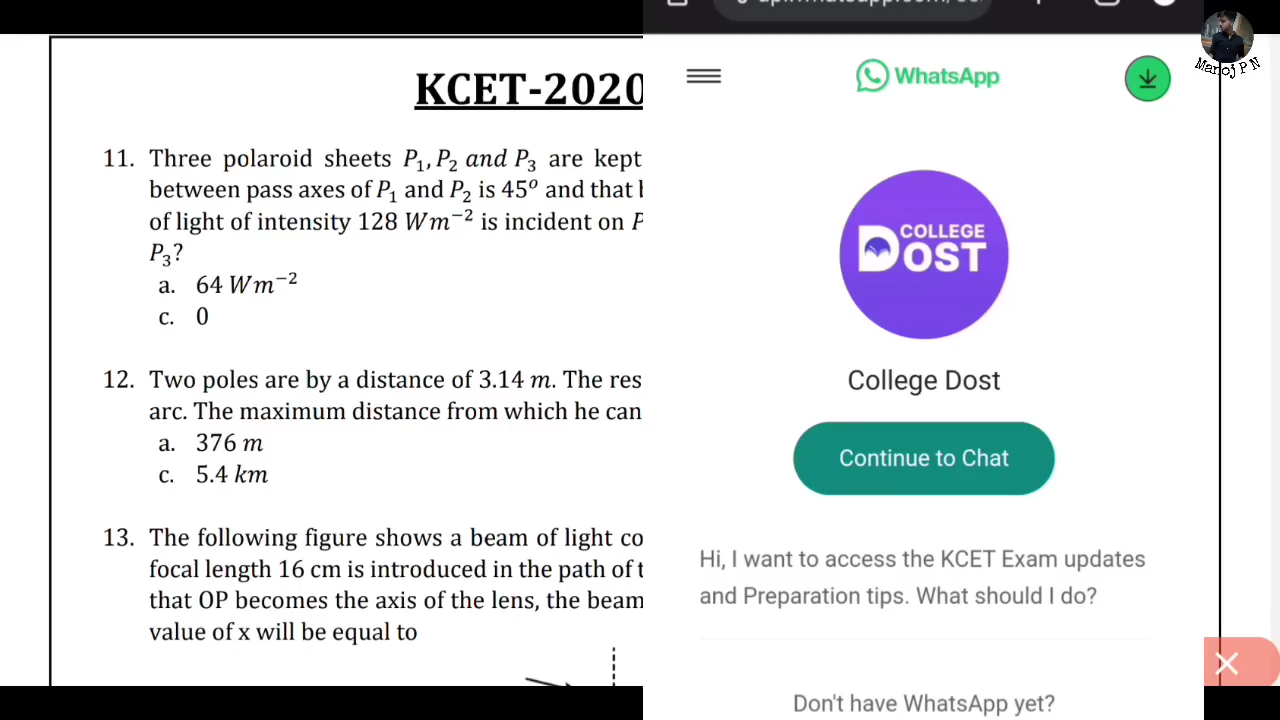 KCET-2020
11. Three polaroid sheets P₁, P₂ and P₃ are kept
between pass axes of P₁ and P₂ is 45º and that
of light of intensity 128 Wm⁻² is incident on P
P₃?
a. 64 Wm⁻²
c. 0
12. Two poles are by a distance of 3.14 m. The res
arc. The maximum distance from which he can
a. 376 m
c. 5.4 km
13. The following figure shows a beam of light co
focal length 16 cm is introduced in the path of
that OP becomes the axis of the lens, the beam
value of x will be equal to
WhatsApp
COLLEGE
DOST
College Dost
Continue to Chat
Hi, I want to access the KCET Exam updates
and Preparation tips. What should I do?
Don't have WhatsApp yet?
Manoj P N